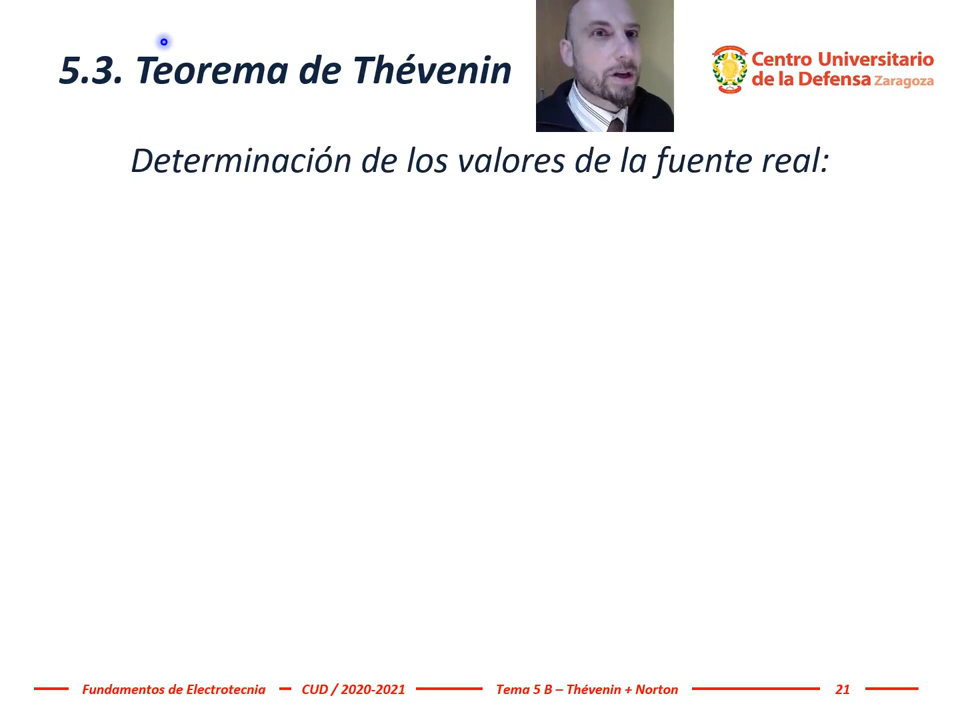 5.3. Teorema de Thévenin
Centro Universitario
de la Defensa Zaragoza
Determinación de los valores de la fuente real:
Fundamentos de Electrotecnia
CUD / 2020-2021
Tema 5 B – Thévenin + Norton
21